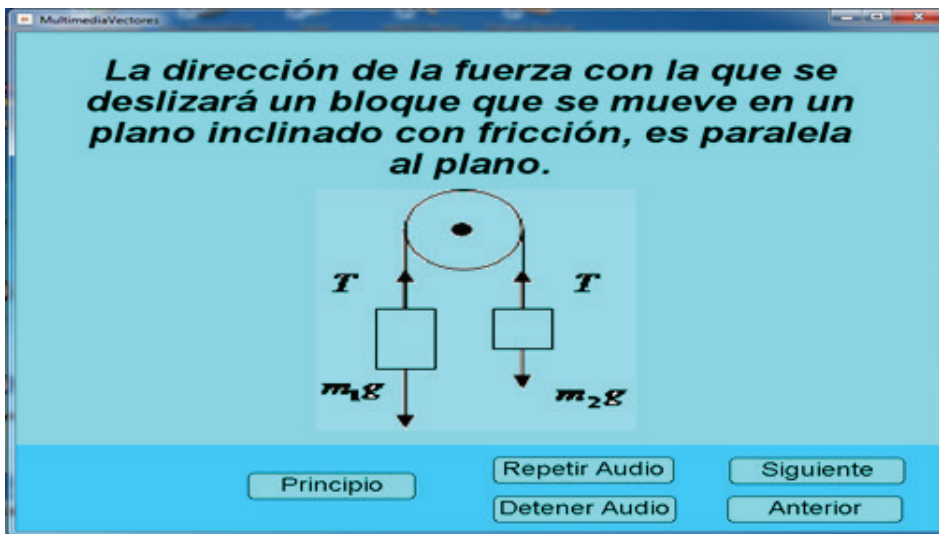 MultimediaVectores
La dirección de la fuerza con la que se
deslizará un bloque que se mueve en un
plano inclinado con fricción, es paralela
al plano.
T T
m₁g
m₂g
Principio
Repetir Audio
Siguiente
Detener Audio
Anterior